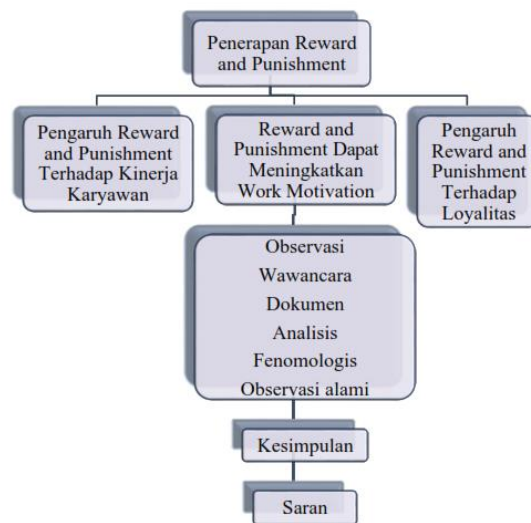 Penerapan Reward
and Punishment
Pengaruh Reward
and Punishment
Terhadap Kinerja
Karyawan
Reward and
Punishment Dapat
Meningkatkan
Work Motivation
Pengaruh
Reward and
Punishment
Terhadap
Loyalitas
Observasi
Wawancara
Dokumen
Analisis
Fenomologis
Observasi alami
Kesimpulan
Saran